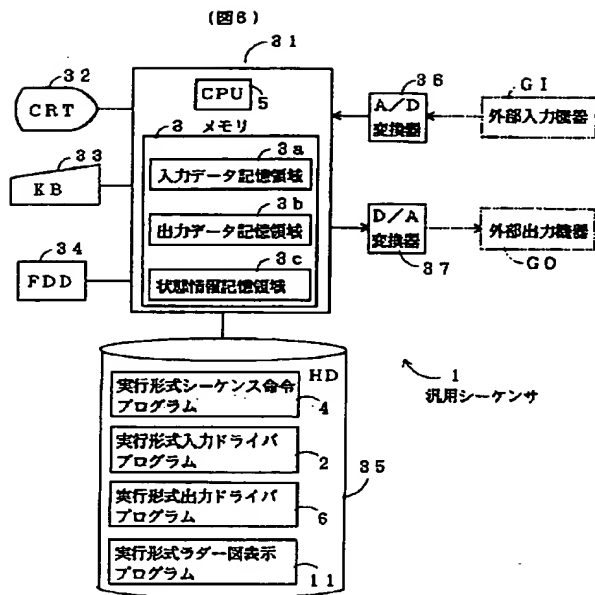 (図6)
31
32
CRT
CPU
5
36
A/D
変換器
GI
外部入力機器
3 メモリ
33
KB
3a
入力データ記憶領域
3b
出力データ記憶領域
D/A
変換器
37
外部出力機器
GO
34
FDD
3c
状態情報記憶領域
HD
実行形式シーケンス命令
プログラム
4
1
汎用シーケンサ
実行形式入力ドライバ
プログラム
2
35
実行形式出力ドライバ
プログラム
6
実行形式ラダー図表示
プログラム
11